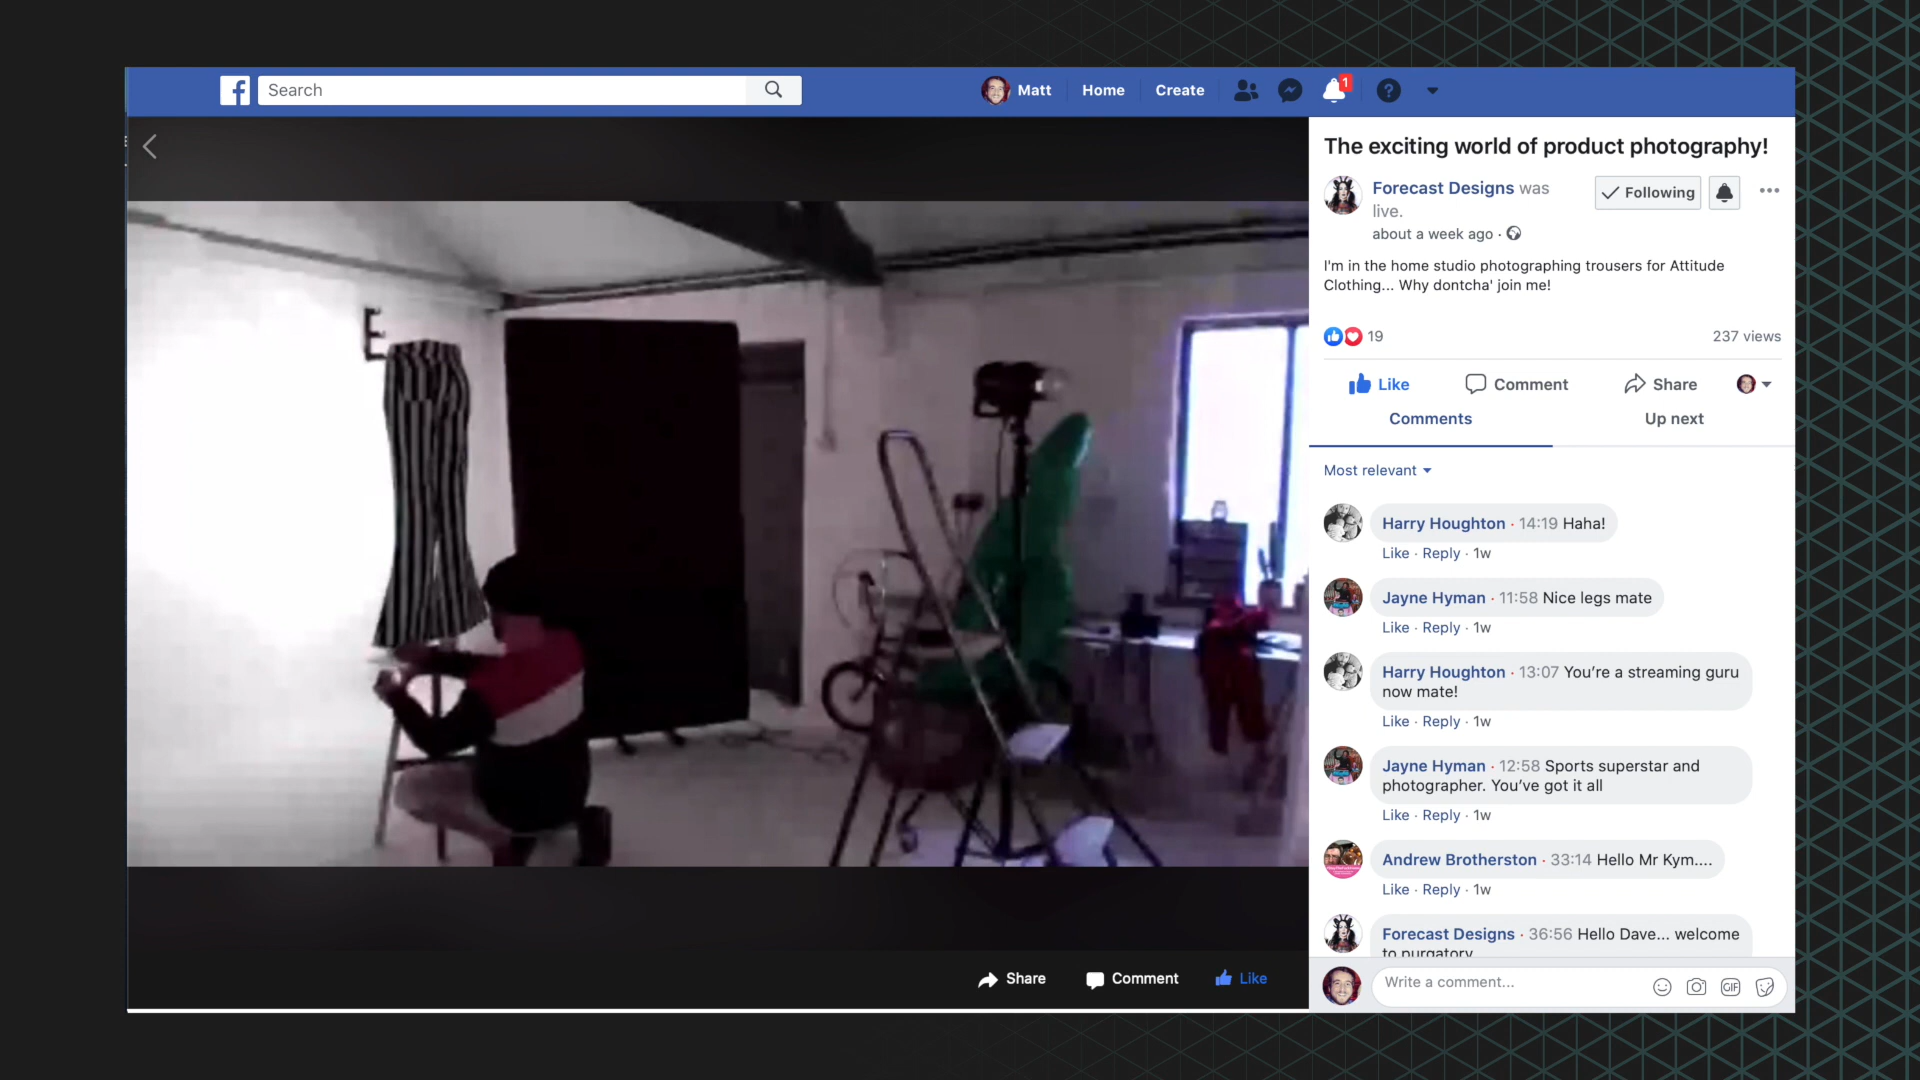 Search
Matt
Home
Create
1
The exciting world of product photography!
Forecast Designs was
live.
about a week ago ·
Following
I'm in the home studio photographing trousers for Attitude
Clothing... Why dontcha' join me!
19
237 views
Like
Comment
Share
Comments
Up next
Most relevant
Harry Houghton · 14:19 Haha!
Like · Reply · 1w
Jayne Hyman · 11:58 Nice legs mate
Like · Reply · 1w
Harry Houghton · 13:07 You're a streaming guru
now mate!
Like · Reply · 1w
Jayne Hyman · 12:58 Sports superstar and
photographer. You've got it all
Like · Reply · 1w
Andrew Brotherston · 33:14 Hello Mr Kym....
Like · Reply · 1w
Forecast Designs · 36:56 Hello Dave... welcome
to purgatory
Share
Comment
Like
Write a comment...
GIF